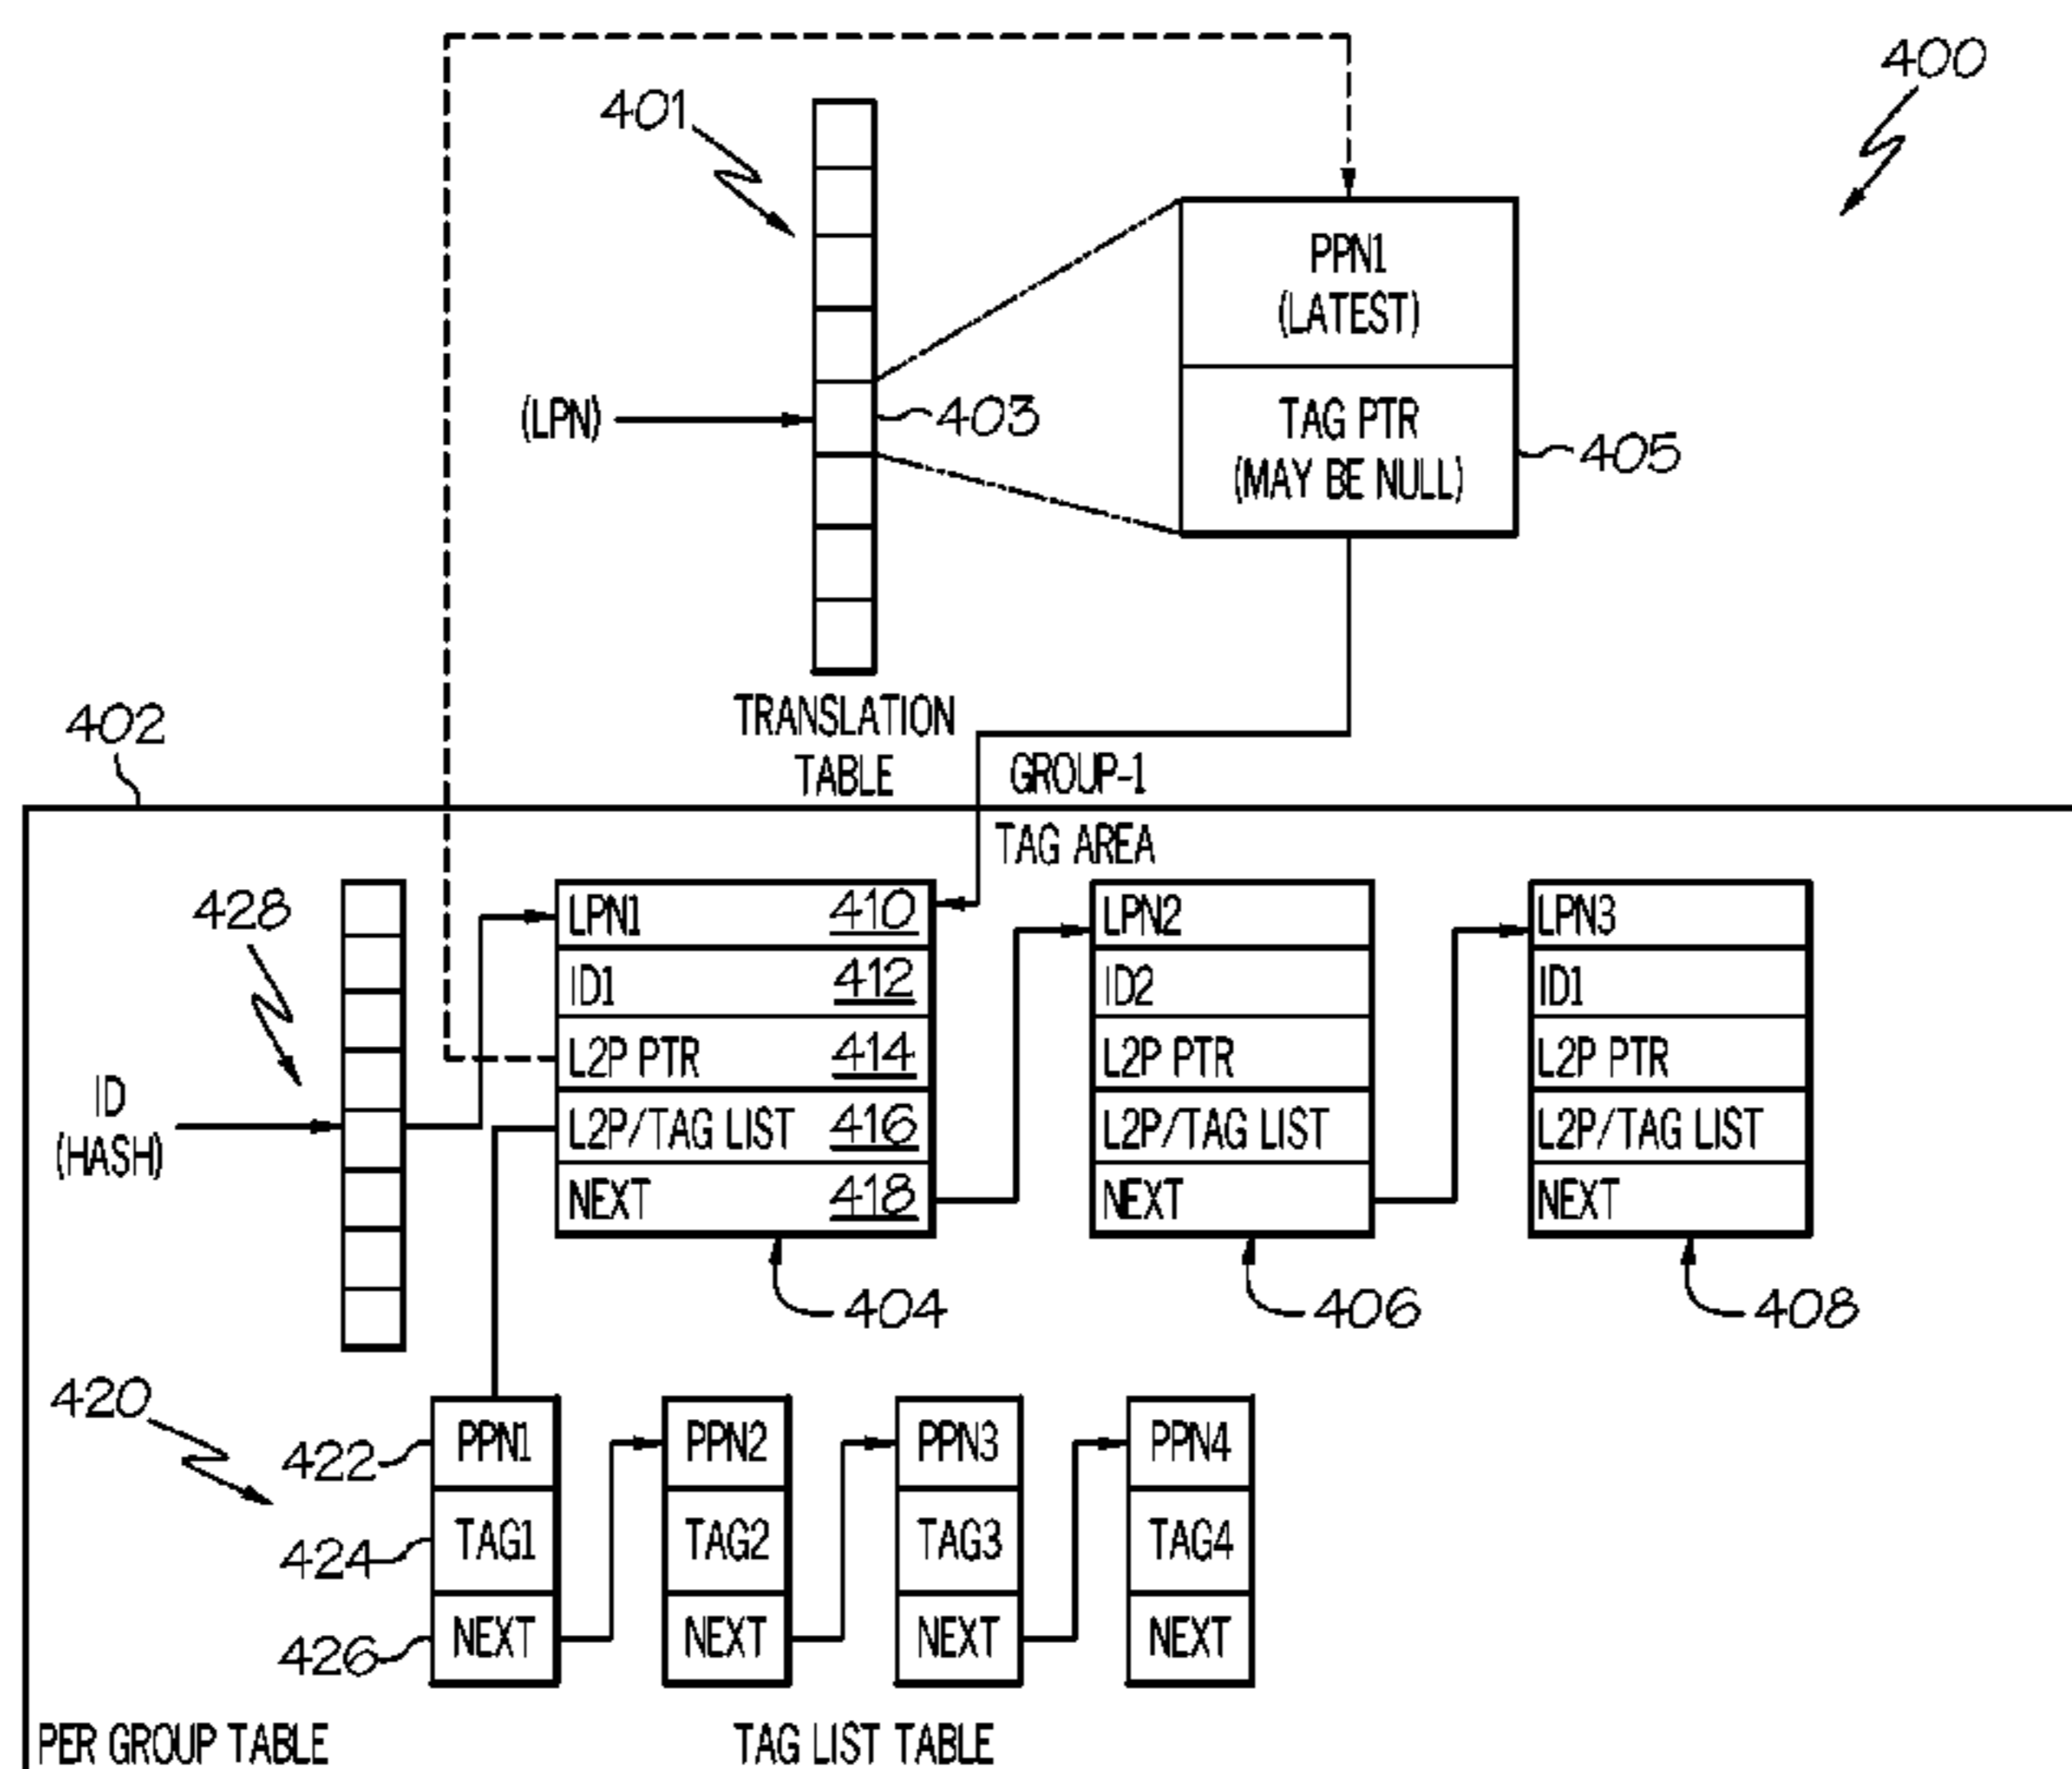 400
401
PPN1
(LATEST)
(LPN)
403
TAG PTR
(MAY BE NULL)
405
402
TRANSLATION
TABLE
GROUP-1
TAG AREA
428
LPN1 410
ID1 412
L2P PTR 414
L2P/TAG LIST 416
NEXT 418
404
LPN2
ID2
L2P PTR
L2P/TAG LIST
NEXT
406
LPN3
ID1
L2P PTR
L2P/TAG LIST
NEXT
408
ID
(HASH)
420
422
424
426
PPN1
TAG1
NEXT
PPN2
TAG2
NEXT
PPN3
TAG3
NEXT
PPN4
TAG4
NEXT
PER GROUP TABLE
TAG LIST TABLE